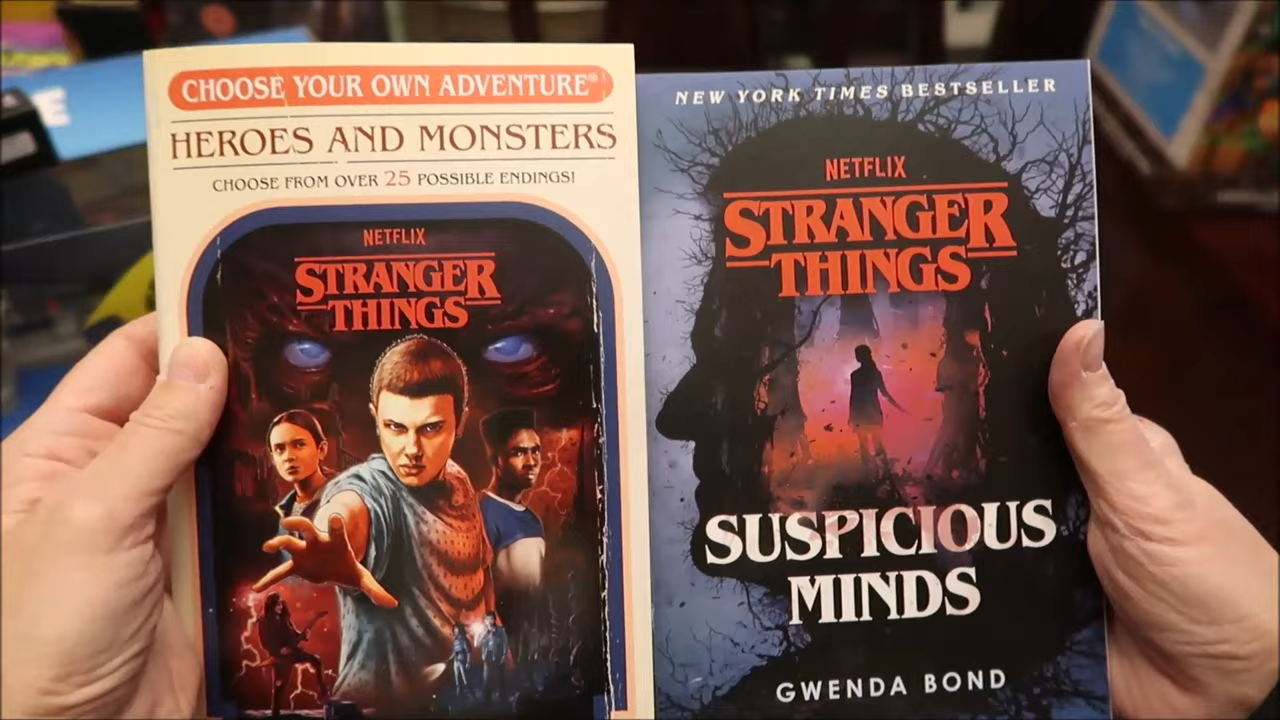 CHOOSE YOUR OWN ADVENTURE®
HEROES AND MONSTERS
CHOOSE FROM OVER 25 POSSIBLE ENDINGS!
NETFLIX
STRANGER
THINGS
NEW YORK TIMES BESTSELLER
NETFLIX
STRANGER
THINGS
SUSPICIOUS
MINDS
GWENDA BOND